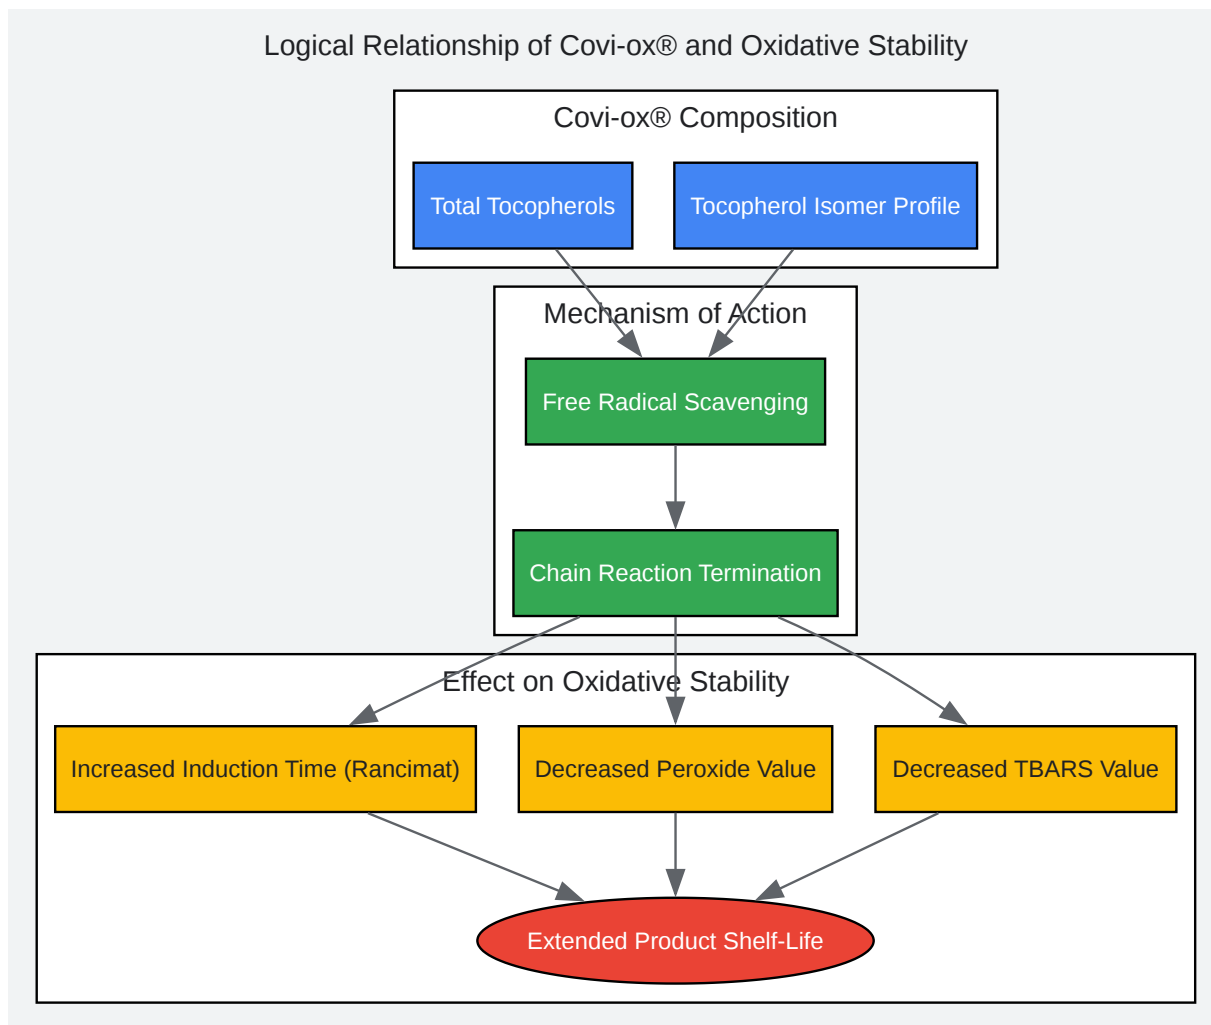 Logical Relationship of Covi-ox® and Oxidative Stability
Covi-ox® Composition
Total Tocopherols
Tocopherol Isomer Profile
Mechanism of Action
Free Radical Scavenging
Chain Reaction Termination
Effect on Oxidative Stability
Increased Induction Time (Rancimat)
Decreased Peroxide Value
Decreased TBARS Value
Extended Product Shelf-Life